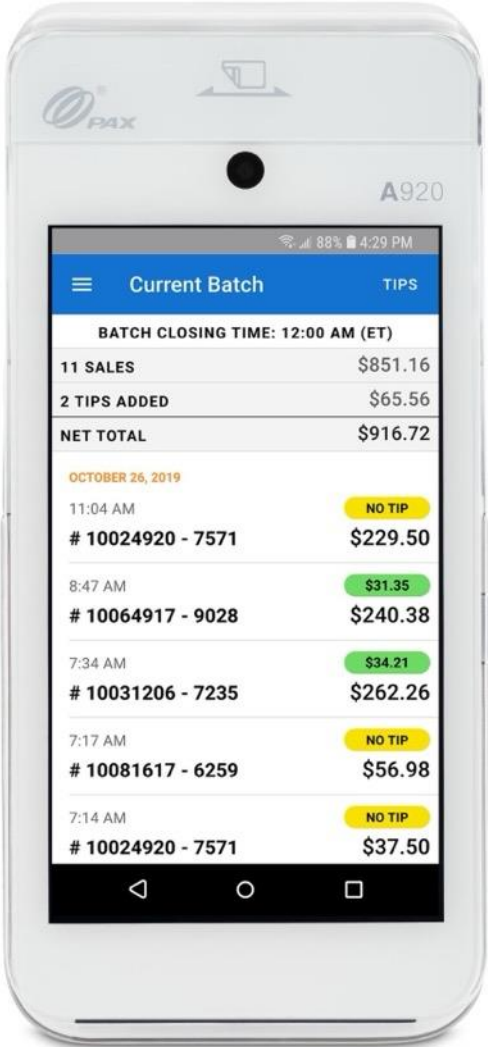 PAX®
A920
88% 4:29 PM
Current Batch TIPS
BATCH CLOSING TIME: 12:00 AM (ET)
11 SALES $851.16
2 TIPS ADDED $65.56
NET TOTAL $916.72
OCTOBER 26, 2019
11:04 AM NO TIP
# 10024920 - 7571 $229.50
8:47 AM $31.35
# 10064917 - 9028 $240.38
7:34 AM $34.21
# 10031206 - 7235 $262.26
7:17 AM NO TIP
# 10081617 - 6259 $56.98
7:14 AM NO TIP
# 10024920 - 7571 $37.50